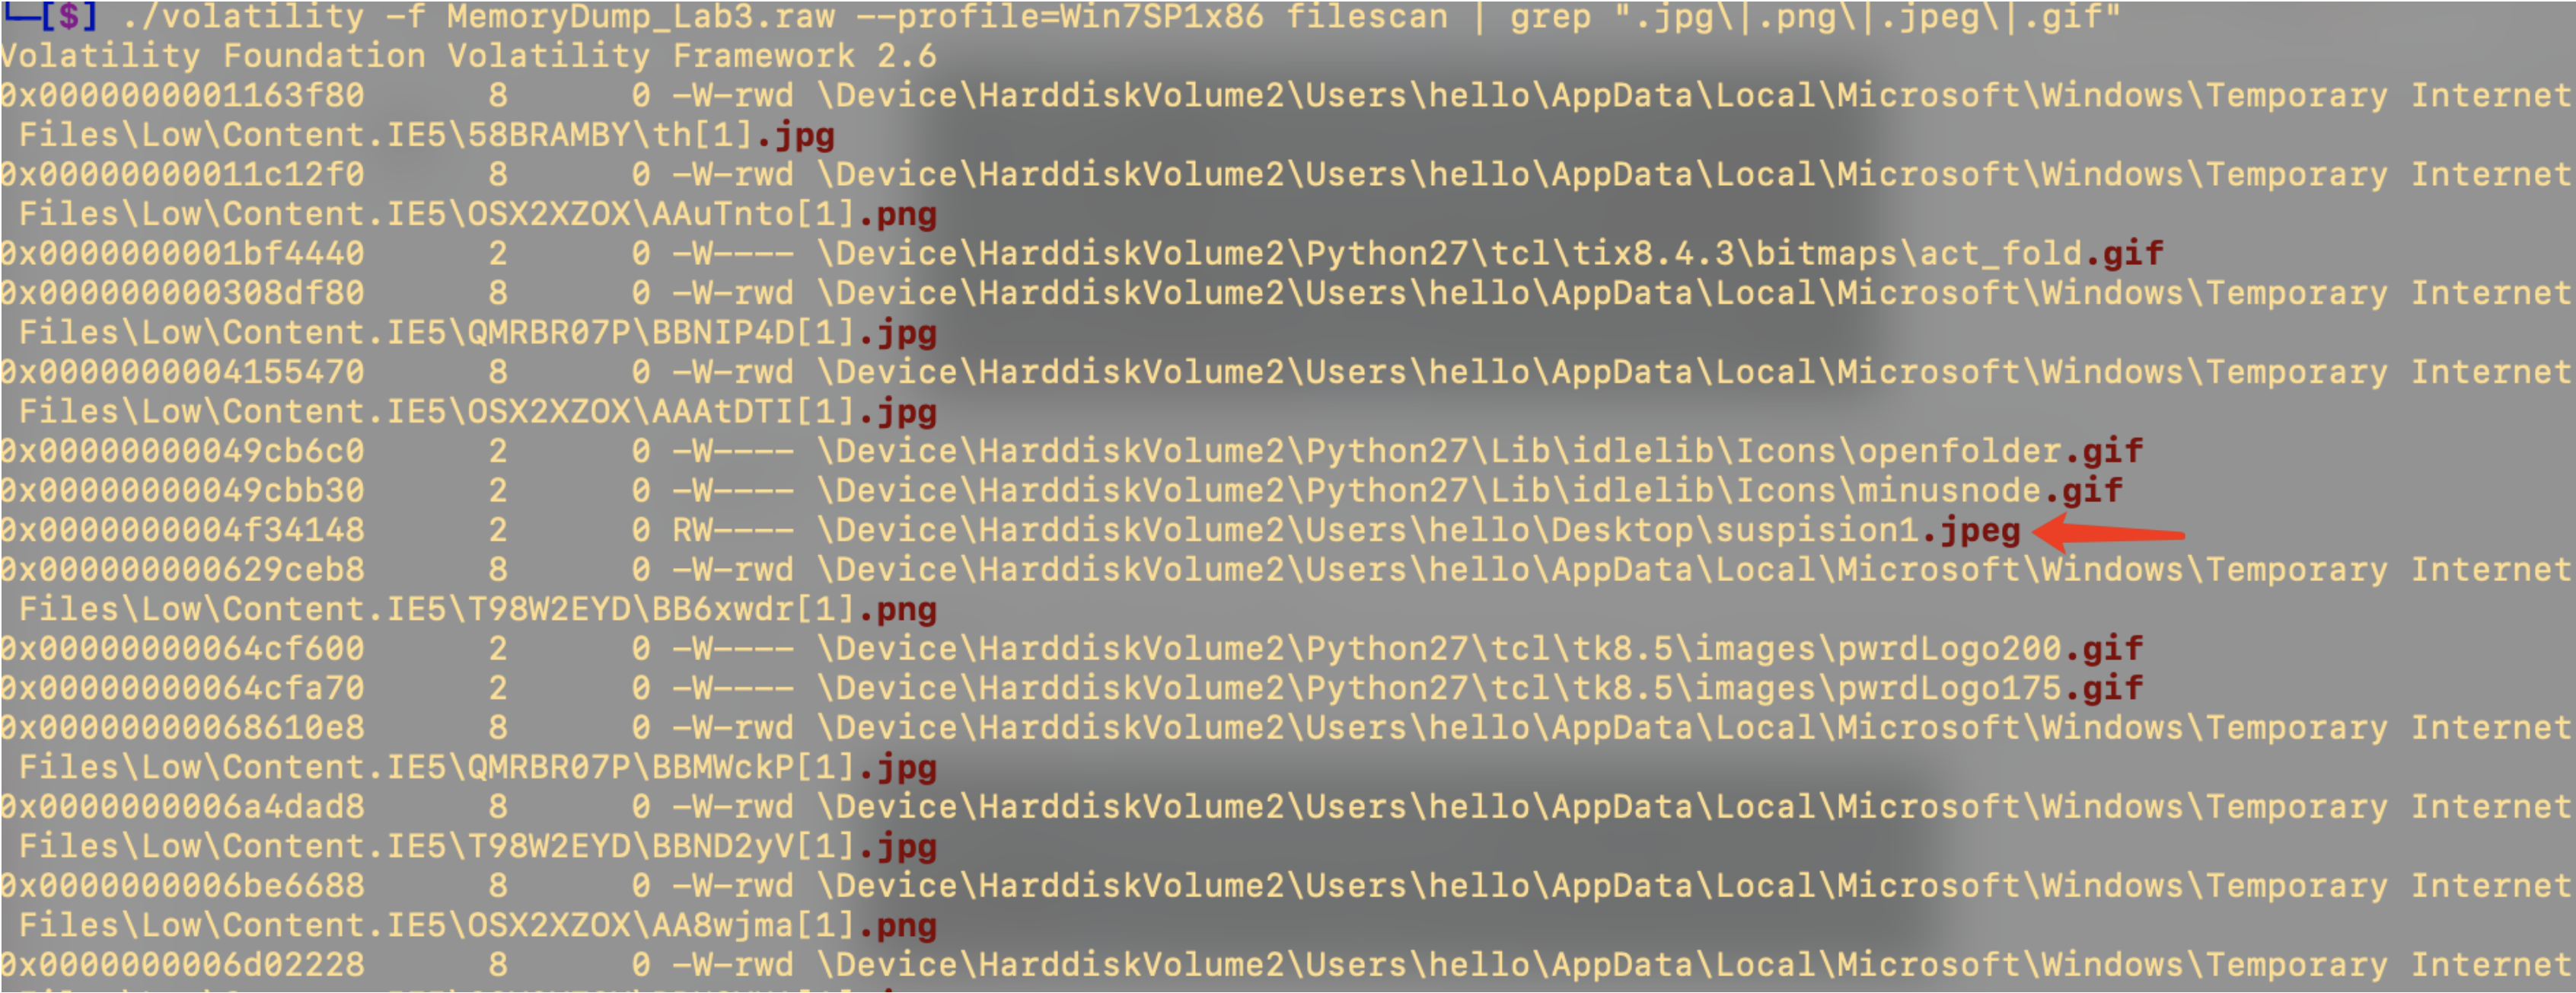 [$] ./volatility -f MemoryDump_Lab3.raw --profile=Win7SP1x86 filescan | grep ".jpg\|.png\|.jpeg\|.gif"
Volatility Foundation Volatility Framework 2.6
0x0000000001163f80      8      0 -W-rwd \Device\HarddiskVolume2\Users\hello\AppData\Local\Microsoft\Windows\Temporary Internet
Files\Low\Content.IE5\58BRAMBY\th[1].jpg
0x00000000011c12f0      8      0 -W-rwd \Device\HarddiskVolume2\Users\hello\AppData\Local\Microsoft\Windows\Temporary Internet
Files\Low\Content.IE5\OSX2XZOX\AAuTnto[1].png
0x0000000001bf4440      2      0 -W---- \Device\HarddiskVolume2\Python27\tcl\tix8.4.3\bitmaps\act_fold.gif
0x000000000308df80      8      0 -W-rwd \Device\HarddiskVolume2\Users\hello\AppData\Local\Microsoft\Windows\Temporary Internet
Files\Low\Content.IE5\QMRBR07P\BBNIP4D[1].jpg
0x0000000004155470      8      0 -W-rwd \Device\HarddiskVolume2\Users\hello\AppData\Local\Microsoft\Windows\Temporary Internet
Files\Low\Content.IE5\OSX2XZOX\AAAtDTI[1].jpg
0x00000000049cb6c0      2      0 -W---- \Device\HarddiskVolume2\Python27\Lib\idlelib\Icons\openfolder.gif
0x00000000049cbb30      2      0 -W---- \Device\HarddiskVolume2\Python27\Lib\idlelib\Icons\minusnode.gif
0x0000000004f34148      2      0 RW---- \Device\HarddiskVolume2\Users\hello\Desktop\suspision1.jpeg
0x000000000629ceb8      8      0 -W-rwd \Device\HarddiskVolume2\Users\hello\AppData\Local\Microsoft\Windows\Temporary Internet
Files\Low\Content.IE5\T98W2EYD\BB6xwdr[1].png
0x00000000064cf600      2      0 -W---- \Device\HarddiskVolume2\Python27\tcl\tk8.5\images\pwrdLogo200.gif
0x00000000064cfa70      2      0 -W---- \Device\HarddiskVolume2\Python27\tcl\tk8.5\images\pwrdLogo175.gif
0x00000000068610e8      8      0 -W-rwd \Device\HarddiskVolume2\Users\hello\AppData\Local\Microsoft\Windows\Temporary Internet
Files\Low\Content.IE5\QMRBR07P\BBMWckP[1].jpg
0x0000000006a4dad8      8      0 -W-rwd \Device\HarddiskVolume2\Users\hello\AppData\Local\Microsoft\Windows\Temporary Internet
Files\Low\Content.IE5\T98W2EYD\BBND2yV[1].jpg
0x0000000006be6688      8      0 -W-rwd \Device\HarddiskVolume2\Users\hello\AppData\Local\Microsoft\Windows\Temporary Internet
Files\Low\Content.IE5\OSX2XZOX\AA8wjma[1].png
0x0000000006d02228      8      0 -W-rwd \Device\HarddiskVolume2\Users\hello\AppData\Local\Microsoft\Windows\Temporary Internet